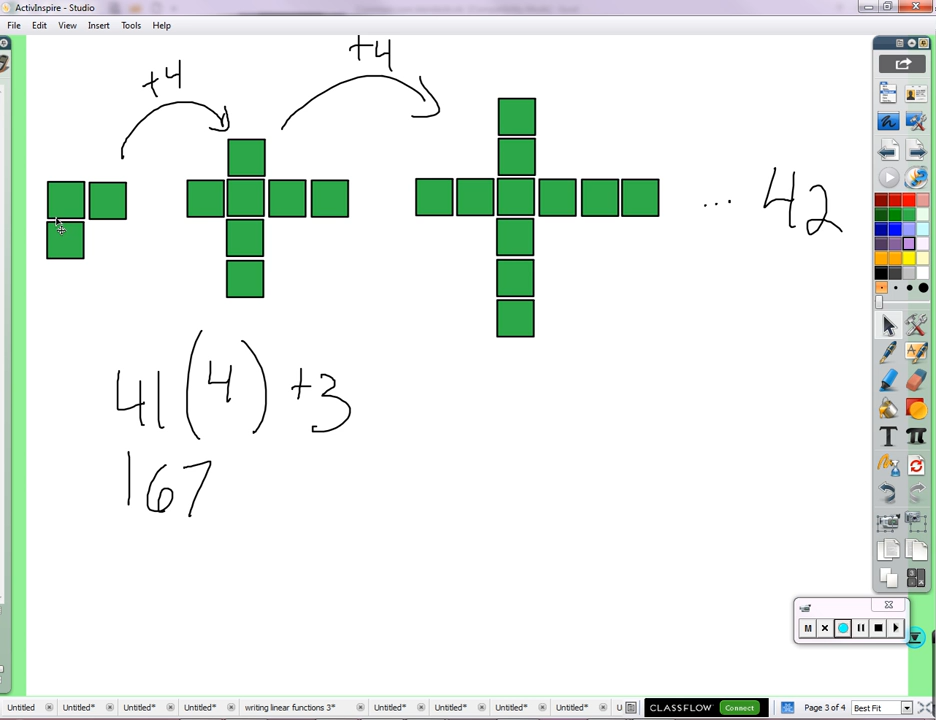 ActivInspire - Studio
File Edit View Insert Tools Help
+4
+4
... 42
41(4) +3
167
M
Untitled Untitled* Untitled* Untitled* writing linear functions 3* Untitled* Untitled* Untitled* Untitled* U CLASSFLOW Connect Page 3 of 4 Best Fit